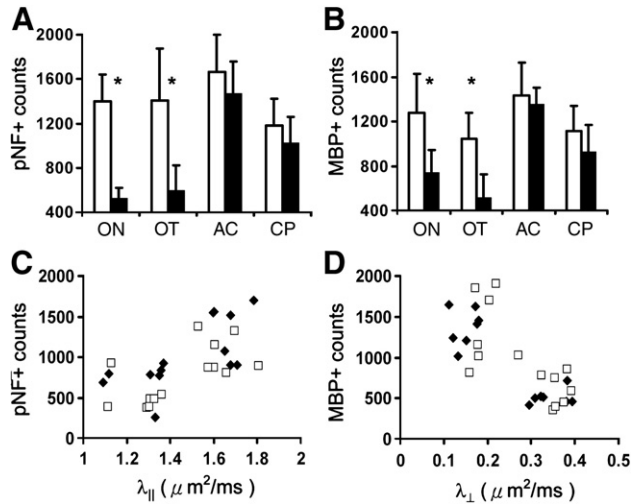 A
B
2000
1600
1200
800
400
pNF+ counts
* *
ON OT AC CP
2000
1600
1200
800
400
MBP+ counts
* *
ON OT AC CP
C
D
2000
1500
1000
500
0
pNF+ counts
1 1.2 1.4 1.6 1.8 2
λ|| ( μ m²/ms )
2000
1500
1000
500
0
MBP+ counts
0 0.1 0.2 0.3 0.4 0.5
λ⊥ ( μ m²/ms )